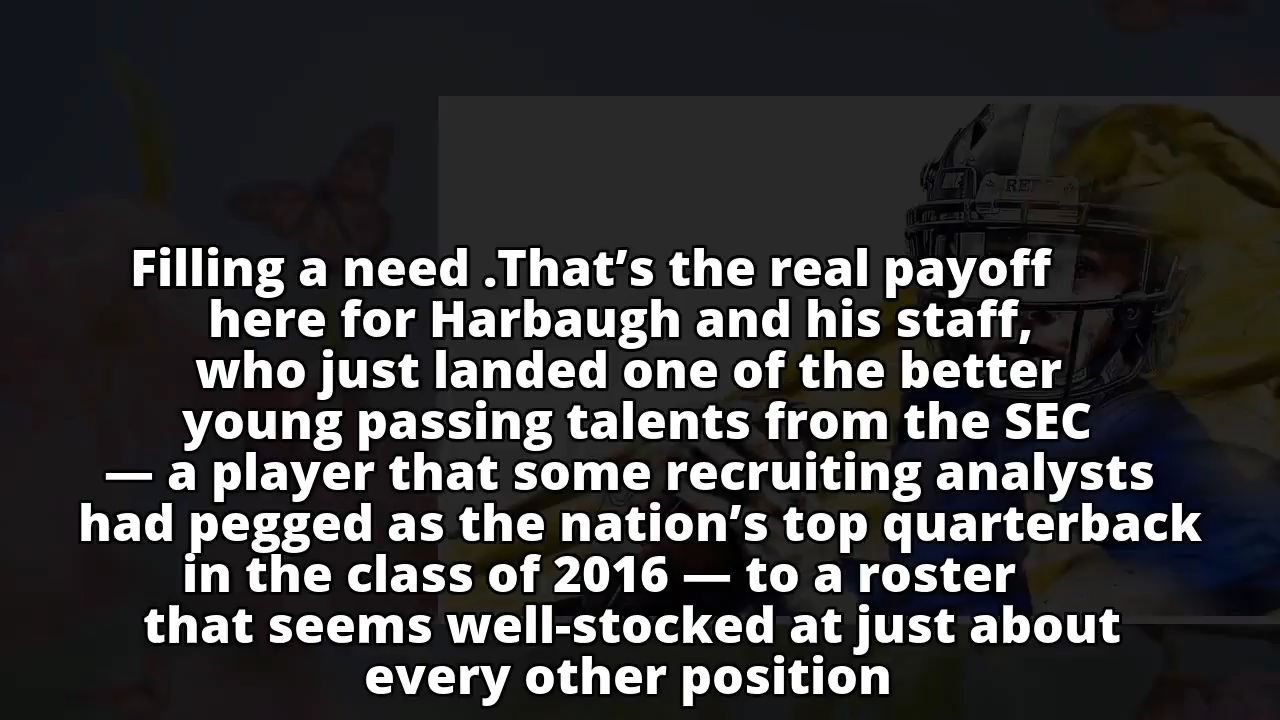 REF
Filling a need .That’s the real payoff
here for Harbaugh and his staff,
who just landed one of the better
young passing talents from the SEC
— a player that some recruiting analysts
had pegged as the nation’s top quarterback
in the class of 2016 — to a roster
that seems well-stocked at just about
every other position